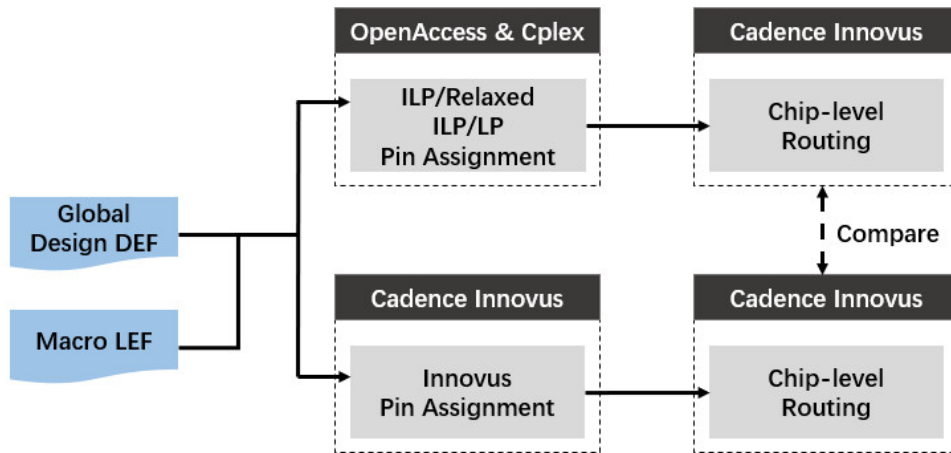 OpenAccess & Cplex
Cadence Innovus
ILP/Relaxed
ILP/LP
Pin Assignment
Chip-level
Routing
Global
Design DEF
Compare
Cadence Innovus
Cadence Innovus
Macro LEF
Innovus
Pin Assignment
Chip-level
Routing